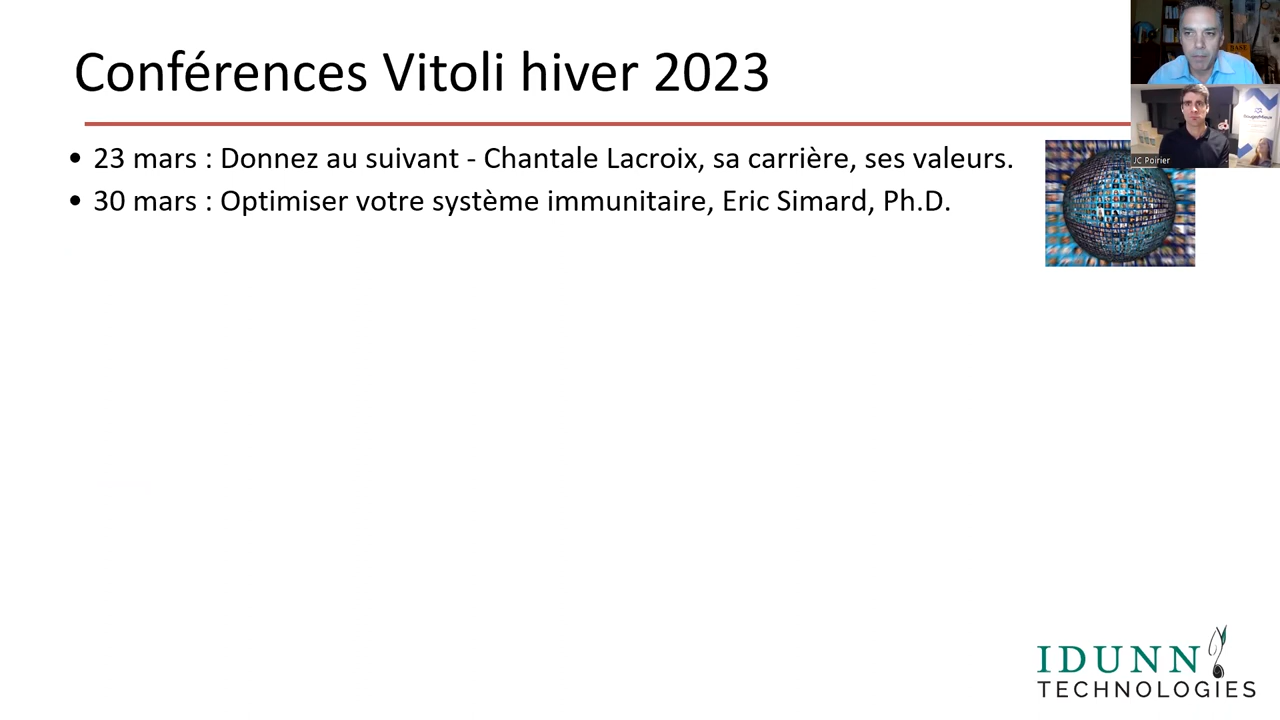 Conférences Vitoli hiver 2023
• 23 mars : Donnez au suivant - Chantale Lacroix, sa carrière, ses valeurs.
• 30 mars : Optimiser votre système immunitaire, Eric Simard, Ph.D.
BASE
JC Poirier
IDUNN
TECHNOLOGIES